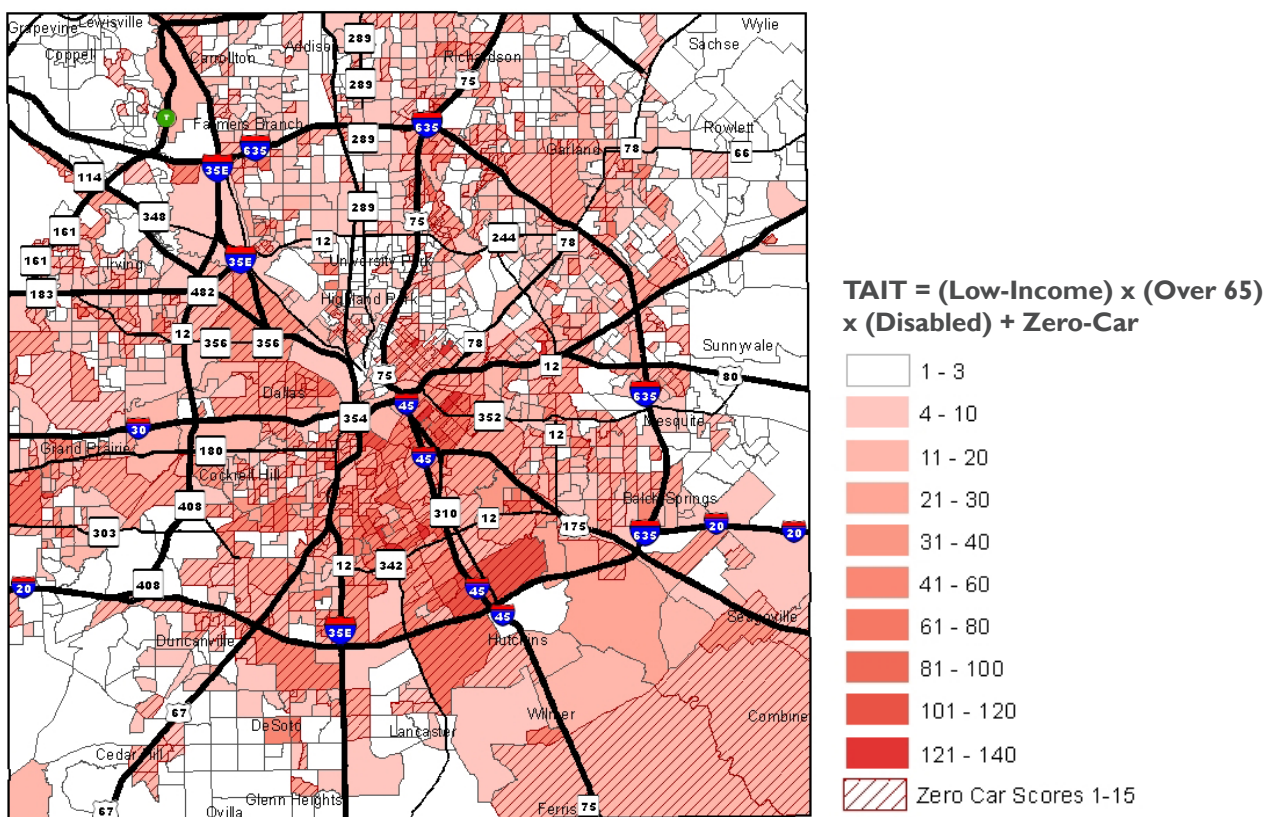 Grapevine
Lewisville
Wylie
Coppel
Carrollton
Addison
289
Richardson
Sachse
289
75
Farmers Branch
635
289
635
Rowlett
35E
Garland
78
66
114
348
289
75
161
12
244
78
161
Irving
35E
University Park
183
482
Highland Park
12
356
356
78
Sunnyvale
75
12
80
Dallas
45
635
30
354
352
Mesquite
Grand Prairie
180
12
45
Cockrell Hill
408
310
12
Balch Springs
303
175
635
20
20
12
342
20
408
45
45
Seagoville
Duncanville
35E
Hutchins
67
DeSoto
Lancaster
Wilmer
Combine
Cedar Hill
67
Ovilla
Glenn Heights
Ferris
75
TAIT = (Low-Income) x (Over 65)
x (Disabled) + Zero-Car
1 - 3
4 - 10
11 - 20
21 - 30
31 - 40
41 - 60
61 - 80
81 - 100
101 - 120
121 - 140
Zero Car Scores 1-15